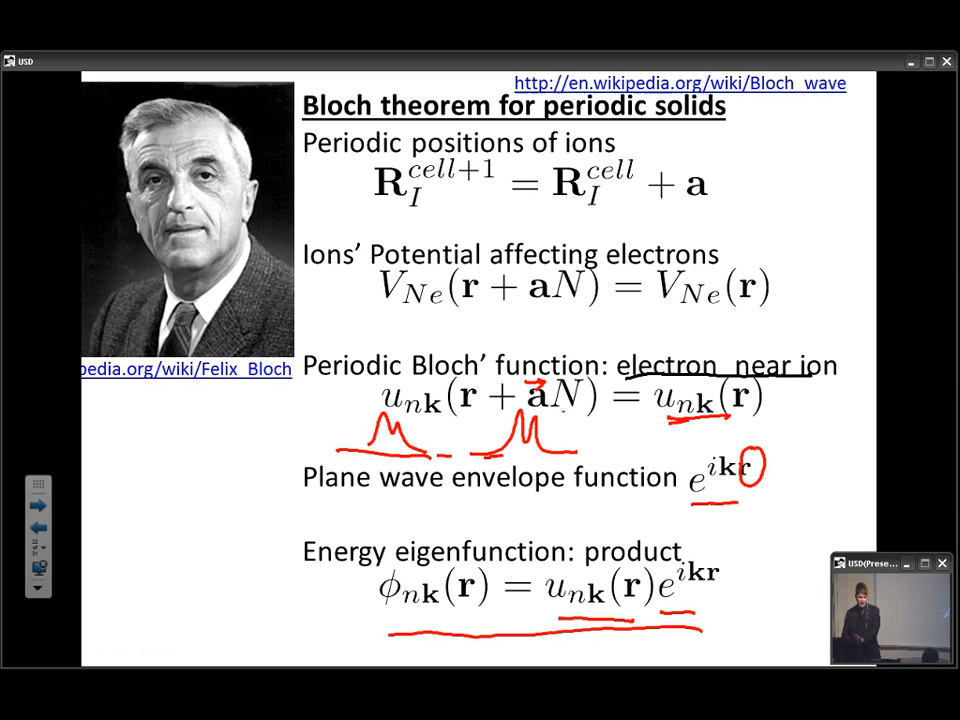 USD
http://en.wikipedia.org/wiki/Bloch_wave
Bloch theorem for periodic solids
Periodic positions of ions
R_I^{cell+1} = R_I^{cell} + a
Ions' Potential affecting electrons
V_{Ne}(r + aN) = V_{Ne}(r)
pedia.org/wiki/Felix_Bloch
Periodic Bloch' function: electron near ion
u_{nk}(r + aN) = u_{nk}(r)
Plane wave envelope function e^{ikr}
Energy eigenfunction: product
ϕ_{nk}(r) = u_{nk}(r)e^{ikr}
USD(Prese...